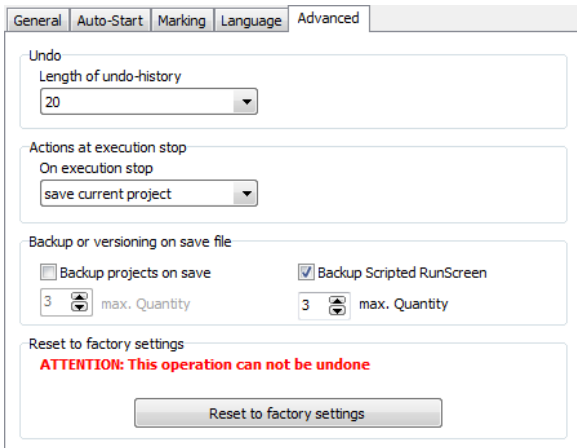 General Auto-Start Marking Language Advanced
Undo
Length of undo-history
20
Actions at execution stop
On execution stop
save current project
Backup or versioning on save file
Backup projects on save Backup Scripted RunScreen
3 max. Quantity 3 max. Quantity
Reset to factory settings
ATTENTION: This operation can not be undone
Reset to factory settings